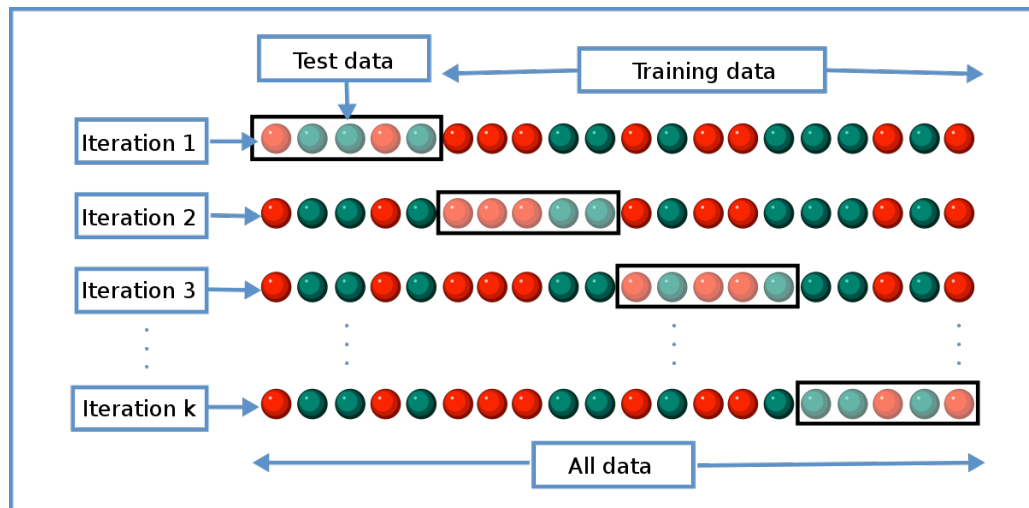 Test data
Training data
Iteration 1
Iteration 2
Iteration 3
Iteration k
All data